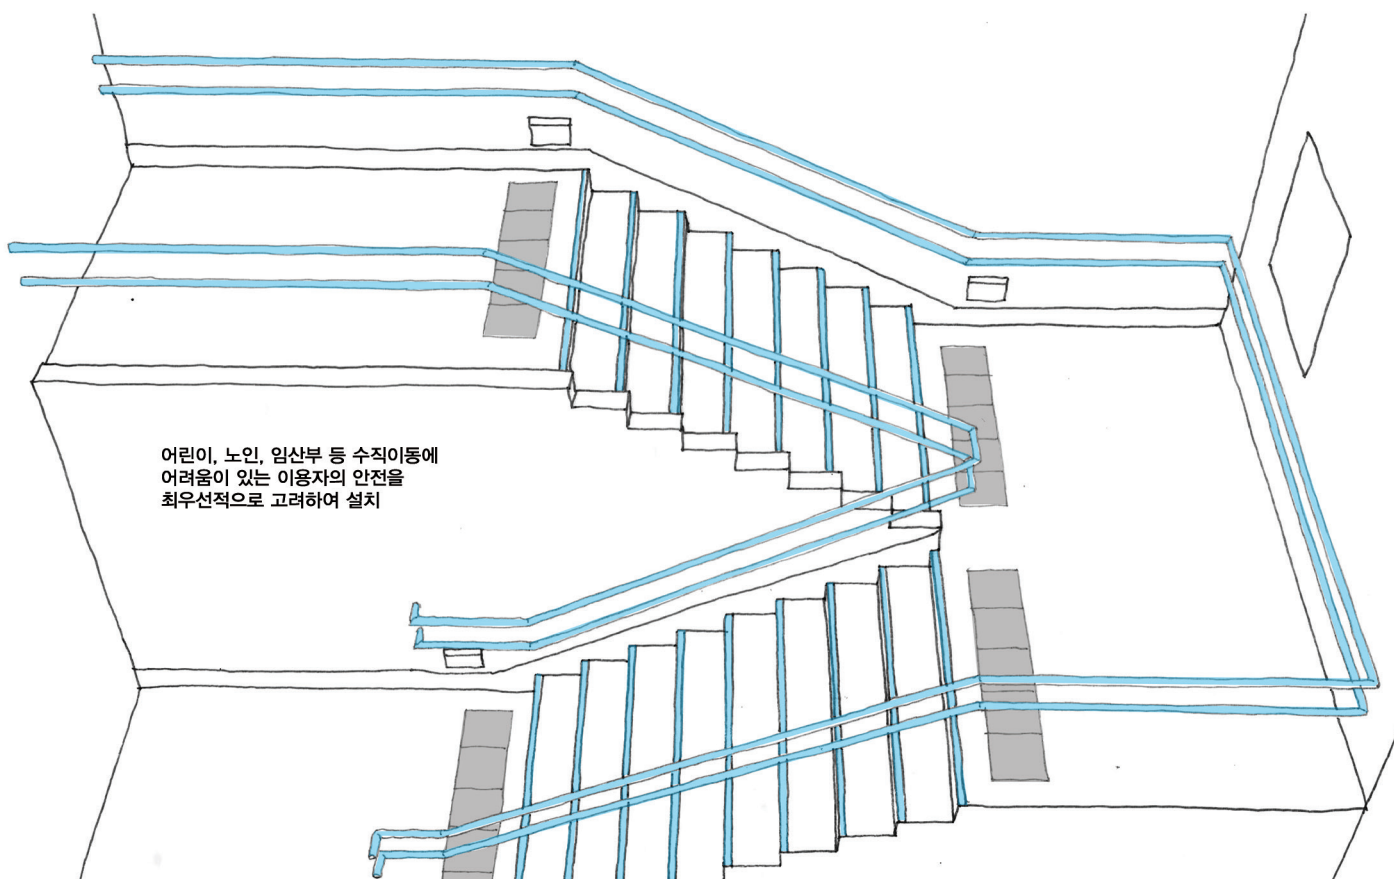 어린이, 노인, 임산부 등 수직이동에
어려움이 있는 이용자의 안전을
최우선적으로 고려하여 설치